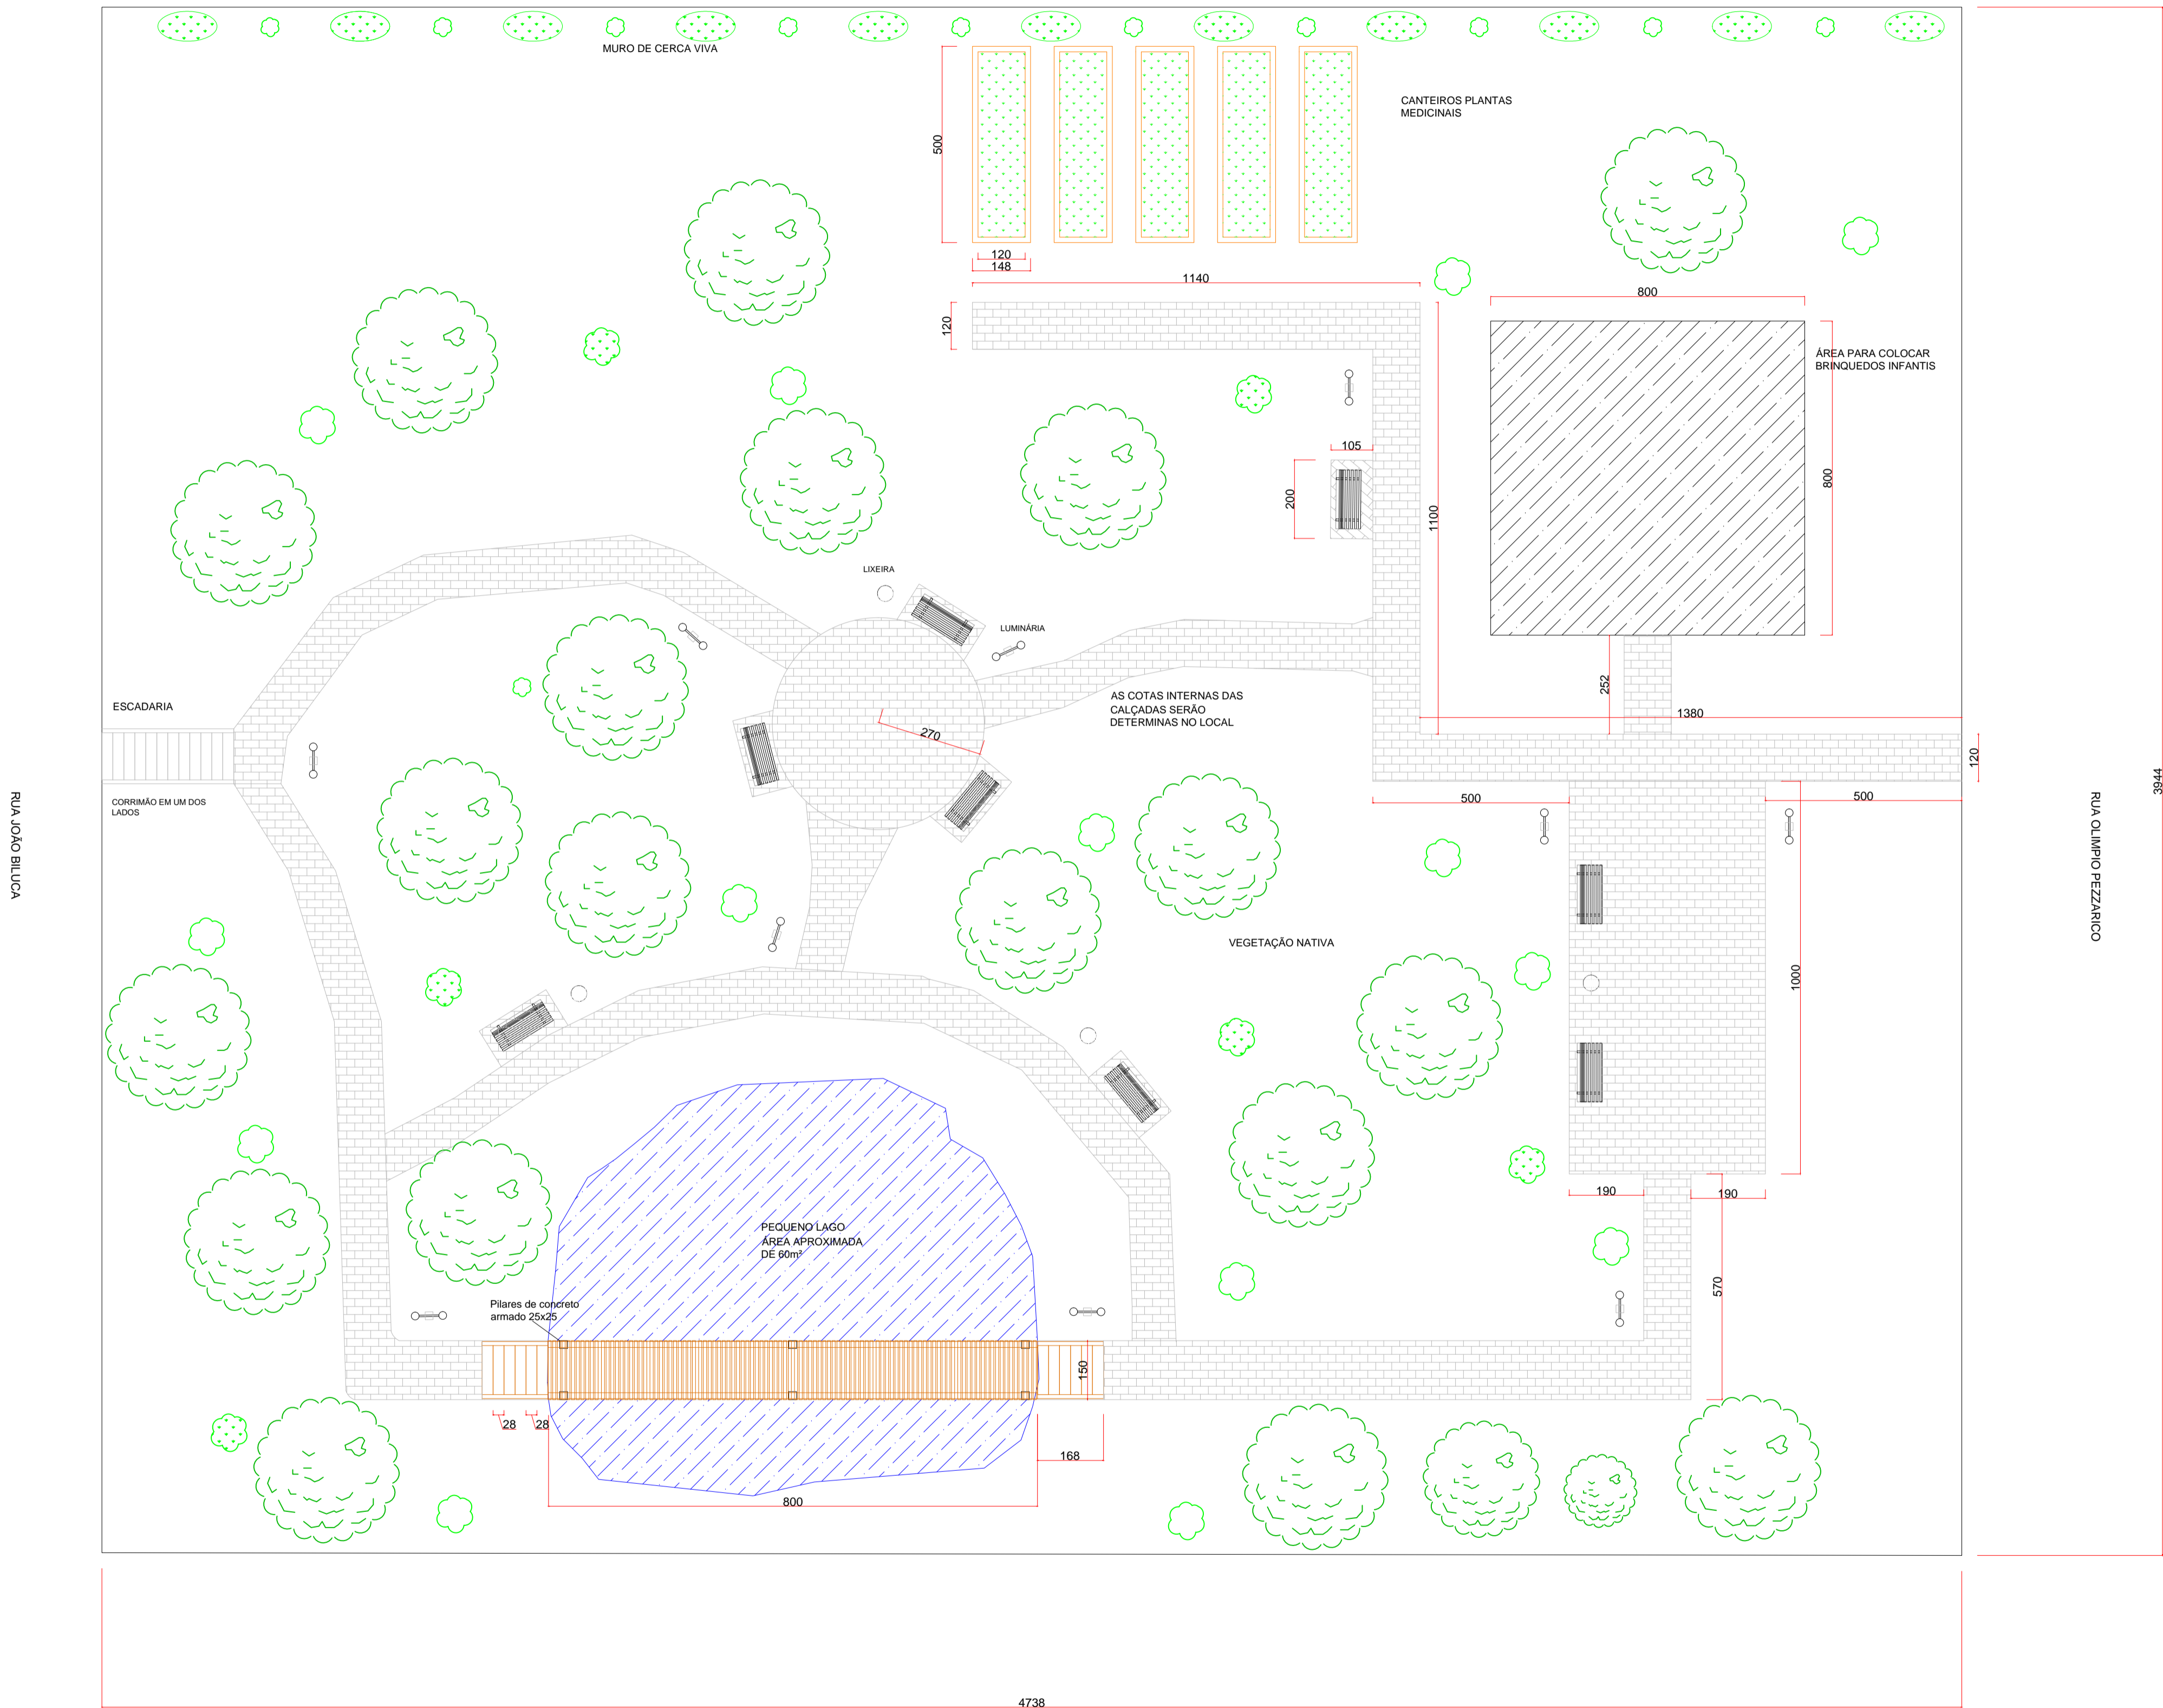 MURO DE CERCA VIVA
CANTEIROS PLANTAS
MEDICINAIS
500
120
148
1140
120
800
ÁREA PARA COLOCAR
BRINQUEDOS INFANTIS
800
105
200
1100
LIXEIRA
LUMINÁRIA
AS COTAS INTERNAS DAS
CALÇADAS SERÃO
DETERMINAS NO LOCAL
252
1380
270
ESCADARIA
CORRIMÃO EM UM DOS
LADOS
RUA JOÃO BILUCA
120
3944
RUA OLIMPIO PEZZARICO
500
500
VEGETAÇÃO NATIVA
1000
190
190
PEQUENO LAGO
ÁREA APROXIMADA
DE 60m²
570
Pilares de concreto
armado 25x25
150
28
28
168
800
4738